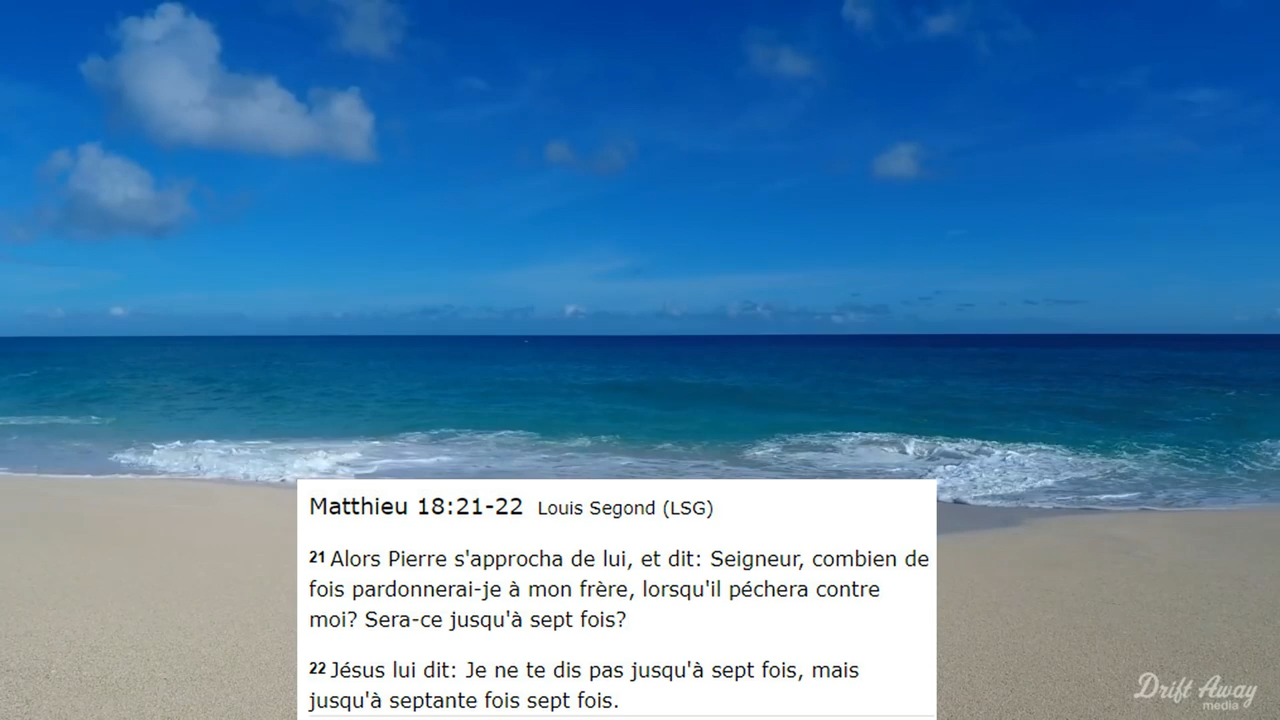 Matthieu 18:21-22 Louis Segond (LSG)
21 Alors Pierre s'approcha de lui, et dit: Seigneur, combien de
fois pardonnerai-je à mon frère, lorsqu'il péchera contre
moi? Sera-ce jusqu'à sept fois?
22 Jésus lui dit: Je ne te dis pas jusqu'à sept fois, mais
jusqu'à septante fois sept fois.
Drift Away
media